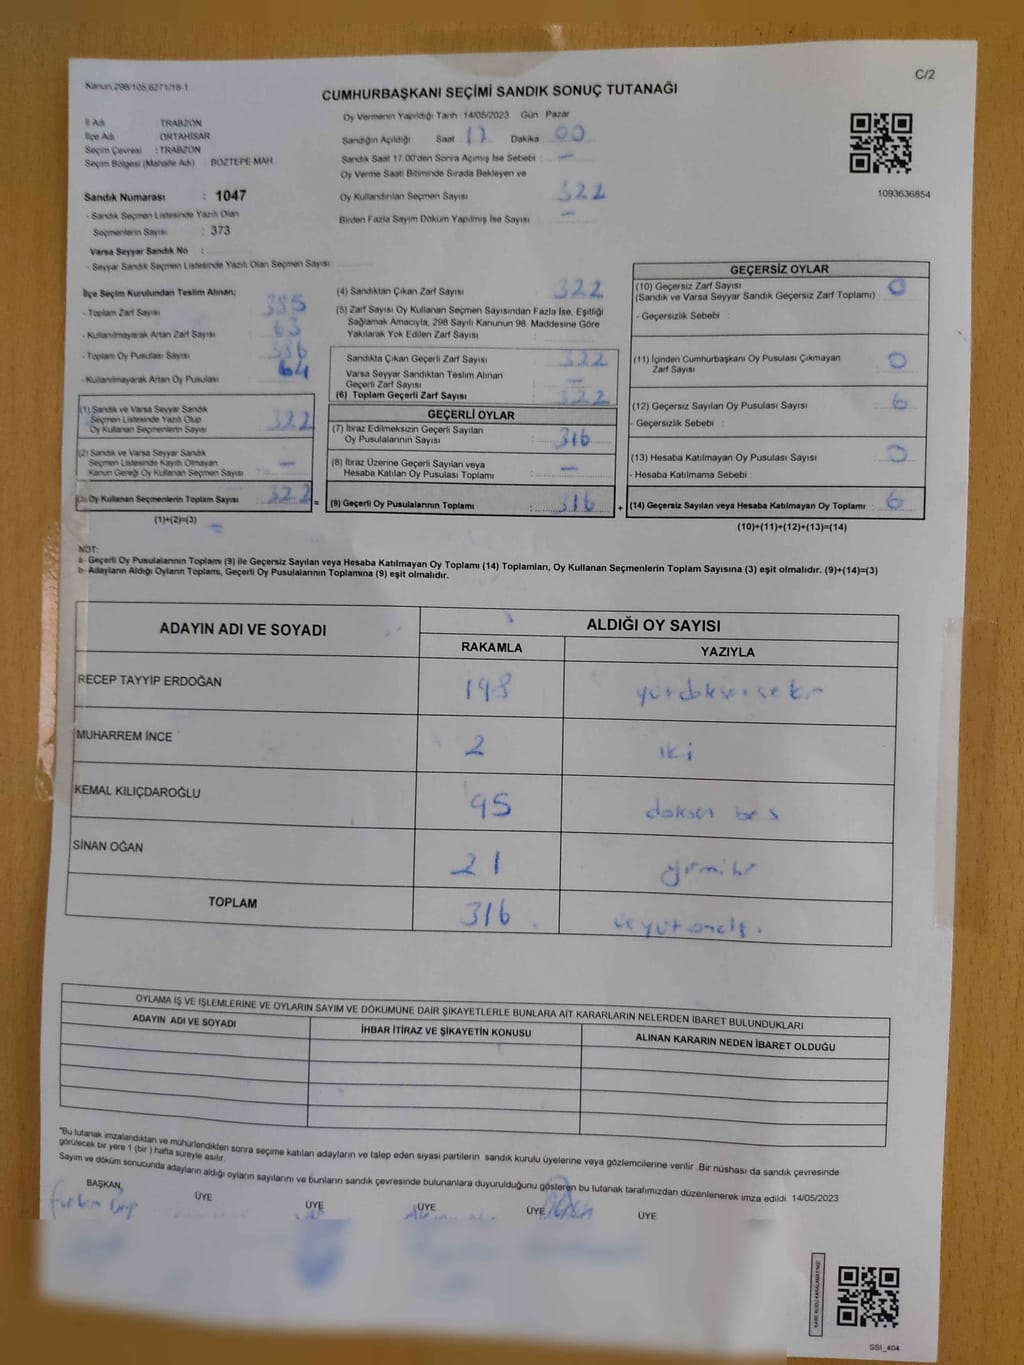 Kanun,298/105,6271/18-1
C/2
CUMHURBAŞKANI SEÇİMİ SANDIK SONUÇ TUTANAĞI
İl Adı TRABZON
İlçe Adı ORTAHİSAR
Seçim Çevresi : TRABZON
Seçim Bölgesi (Mahalle Adı) : BOZTEPE MAH
Sandık Numarası : 1047
- Sandık Seçmen Listesinde Yazılı Olan
Seçmenlerin Sayısı : 373
Varsa Seyyar Sandık No :
- Seyyar Sandık Seçmen Listesinde Yazılı Olan Seçmen Sayısı
Oy Vermenin Yapıldığı Tarih 14/05/2023 Gün Pazar
Sandığın Açıldığı Saat 17 Dakika 00
Sandık Saat 17.00'den Sonra Açımış İse Sebebi : —
Oy Verme Saati Bitiminde Sırada Bekleyen ve
Oy Kullandırılan Seçmen Sayısı 322
Birden Fazla Sayım Döküm Yapılmış İse Sayısı —
1093636854
İlçe Seçim Kurulundan Teslim Alınan;
- Toplam Zarf Sayısı : 385
- Kullanılmayarak Artan Zarf Sayısı : 63
- Toplam Oy Pusulası Sayısı : 386
- Kullanılmayarak Artan Oy Pusulası 64
(1) Sandık ve Varsa Seyyar Sandık
Seçmen Listesinde Yazılı Olup
Oy Kullanan Seçmenlerin Sayısı 322
(2) Sandık ve Varsa Seyyar Sandık
Seçmen Listesinde Kayıtlı Olmayan
Kanun Gereği Oy Kullanan Seçmen Sayısı —
(3) Oy Kullanan Seçmenlerin Toplam Sayısı 322 =
(1)+(2)=(3)
(4) Sandıktan Çıkan Zarf Sayısı 322
(5) Zarf Sayısı Oy Kullanan Seçmen Sayısından Fazla İse, Eşitliği
Sağlamak Amacıyla, 298 Sayılı Kanunun 98. Maddesine Göre
Yakılarak Yok Edilen Zarf Sayısı
Sandıkta Çıkan Geçerli Zarf Sayısı 322
Varsa Seyyar Sandıktan Teslim Alınan
Geçerli Zarf Sayısı —
(6) Toplam Geçerli Zarf Sayısı 322
GEÇERLİ OYLAR
(7) İtiraz Edilmeksizin Geçerli Sayılan
Oy Pusulalarının Sayısı : 316
(8) İtiraz Üzerine Geçerli Sayılan veya
Hesaba Katılan Oy Pusulası Toplamı : —
(9) Geçerli Oy Pusulalarının Toplamı : 316 +
GEÇERSİZ OYLAR
(10) Geçersiz Zarf Sayısı 0
(Sandık ve Varsa Seyyar Sandık Geçersiz Zarf Toplamı)
- Geçersizlik Sebebi :
(11) İçinden Cumhurbaşkanı Oy Pusulası Çıkmayan
Zarf Sayısı 0
(12) Geçersiz Sayılan Oy Pusulası Sayısı 6
- Geçersizlik Sebebi :
(13) Hesaba Katılmayan Oy Pusulası Sayısı 0
- Hesaba Katılmama Sebebi :
(14) Geçersiz Sayılan veya Hesaba Katılmayan Oy Toplamı : 6
(10)+(11)+(12)+(13)=(14)
NOT:
a- Geçerli Oy Pusulalarının Toplamı (9) ile Geçersiz Sayılan veya Hesaba Katılmayan Oy Toplamı (14) Toplamları, Oy Kullanan Seçmenlerin Toplam Sayısına (3) eşit olmalıdır. (9)+(14)=(3)
b- Adayların Aldığı Oyların Toplamı, Geçerli Oy Pusulalarının Toplamına (9) eşit olmalıdır.
ADAYIN ADI VE SOYADI ALDIĞI OY SAYISI
RAKAMLA YAZIYLA
RECEP TAYYİP ERDOĞAN 198 yüzdoksansekiz
MUHARREM İNCE 2 iki
KEMAL KILIÇDAROĞLU 95 doksan beş
SİNAN OĞAN 21 yirmibir
TOPLAM 316 üçyüzonaltı
OYLAMA İŞ VE İŞLEMLERİNE VE OYLARIN SAYIM VE DÖKÜMÜNE DAİR ŞİKAYETLERLE BUNLARA AİT KARARLARIN NELERDEN İBARET BULUNDUKLARI
ADAYIN ADI VE SOYADI İHBAR İTİRAZ VE ŞİKAYETİN KONUSU ALINAN KARARIN NEDEN İBARET OLDUĞU
"Bu tutanak imzalandıktan ve mühürlendikten sonra seçime katılan adayların ve talep eden siyasi partilerin sandık kurulu üyelerine veya gözlemcilerine verilir .Bir nüshası da sandık çevresinde
görülecek bir yere 1 (bir ) hafta süreyle asılır.
Sayım ve döküm sonucunda adayların aldığı oyların sayılarını ve bunların sandık çevresinde bulunanlara duyurulduğunu gösteren bu tutanak tarafımızdan düzenlenerek imza edildi. 14/05/2023
BAŞKAN, ÜYE ÜYE ÜYE ÜYE ÜYE
SSI_404